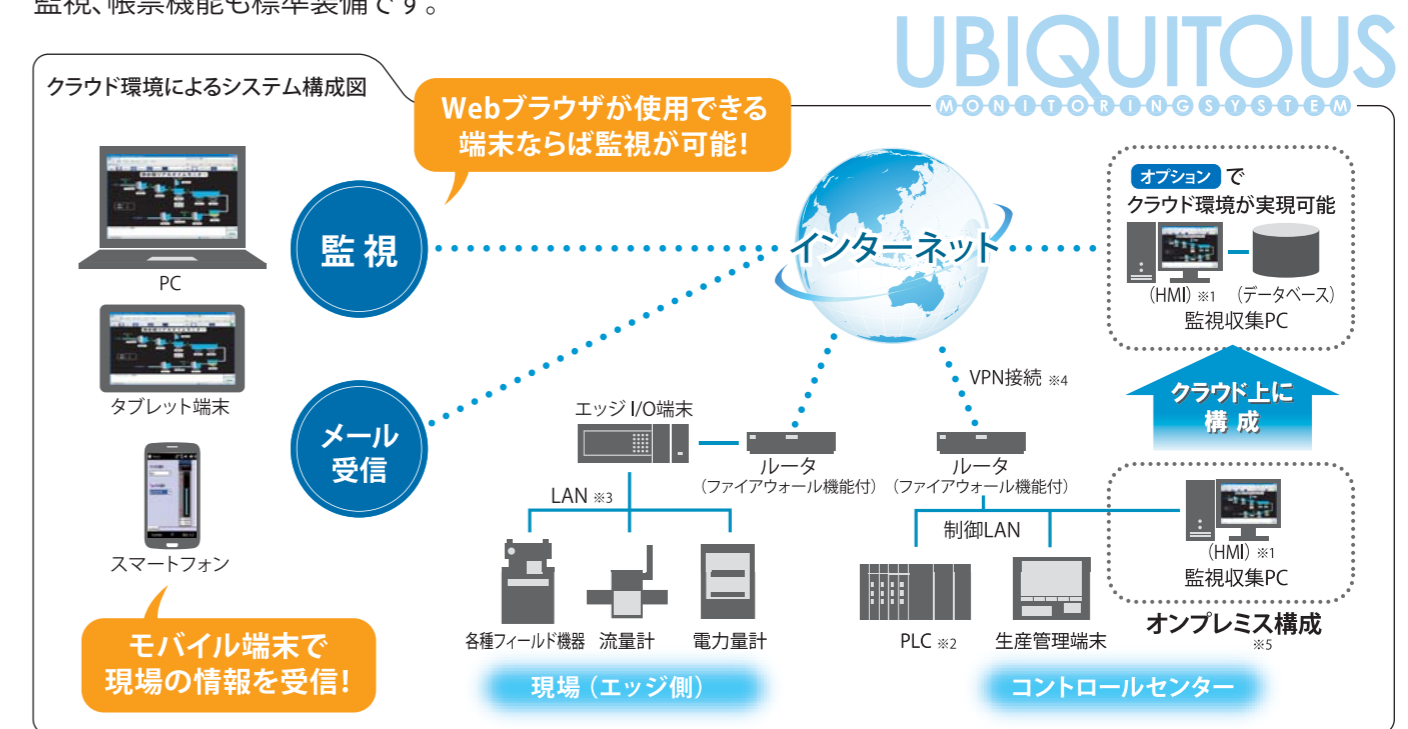 監視、帳票機能も標準装備です。
UBIQUITOUS
MONITORINGSYSTEM
クラウド環境によるシステム構成図
Webブラウザが使用できる
端末ならば監視が可能!
PC
タブレット端末
スマートフォン
モバイル端末で
現場の情報を受信!
監視
メール
受信
インターネット
オプション で
クラウド環境が実現可能
(HMI) ※1 (データベース)
監視収集PC
クラウド上に
構成
VPN接続 ※4
エッジ I/O端末
ルータ
(ファイアウォール機能付)
ルータ
(ファイアウォール機能付)
LAN ※3
制御LAN
各種フィールド機器 流量計 電力量計
現場(エッジ側)
PLC ※2 生産管理端末
コントロールセンター
(HMI) ※1
監視収集PC
オンプレミス構成
※5